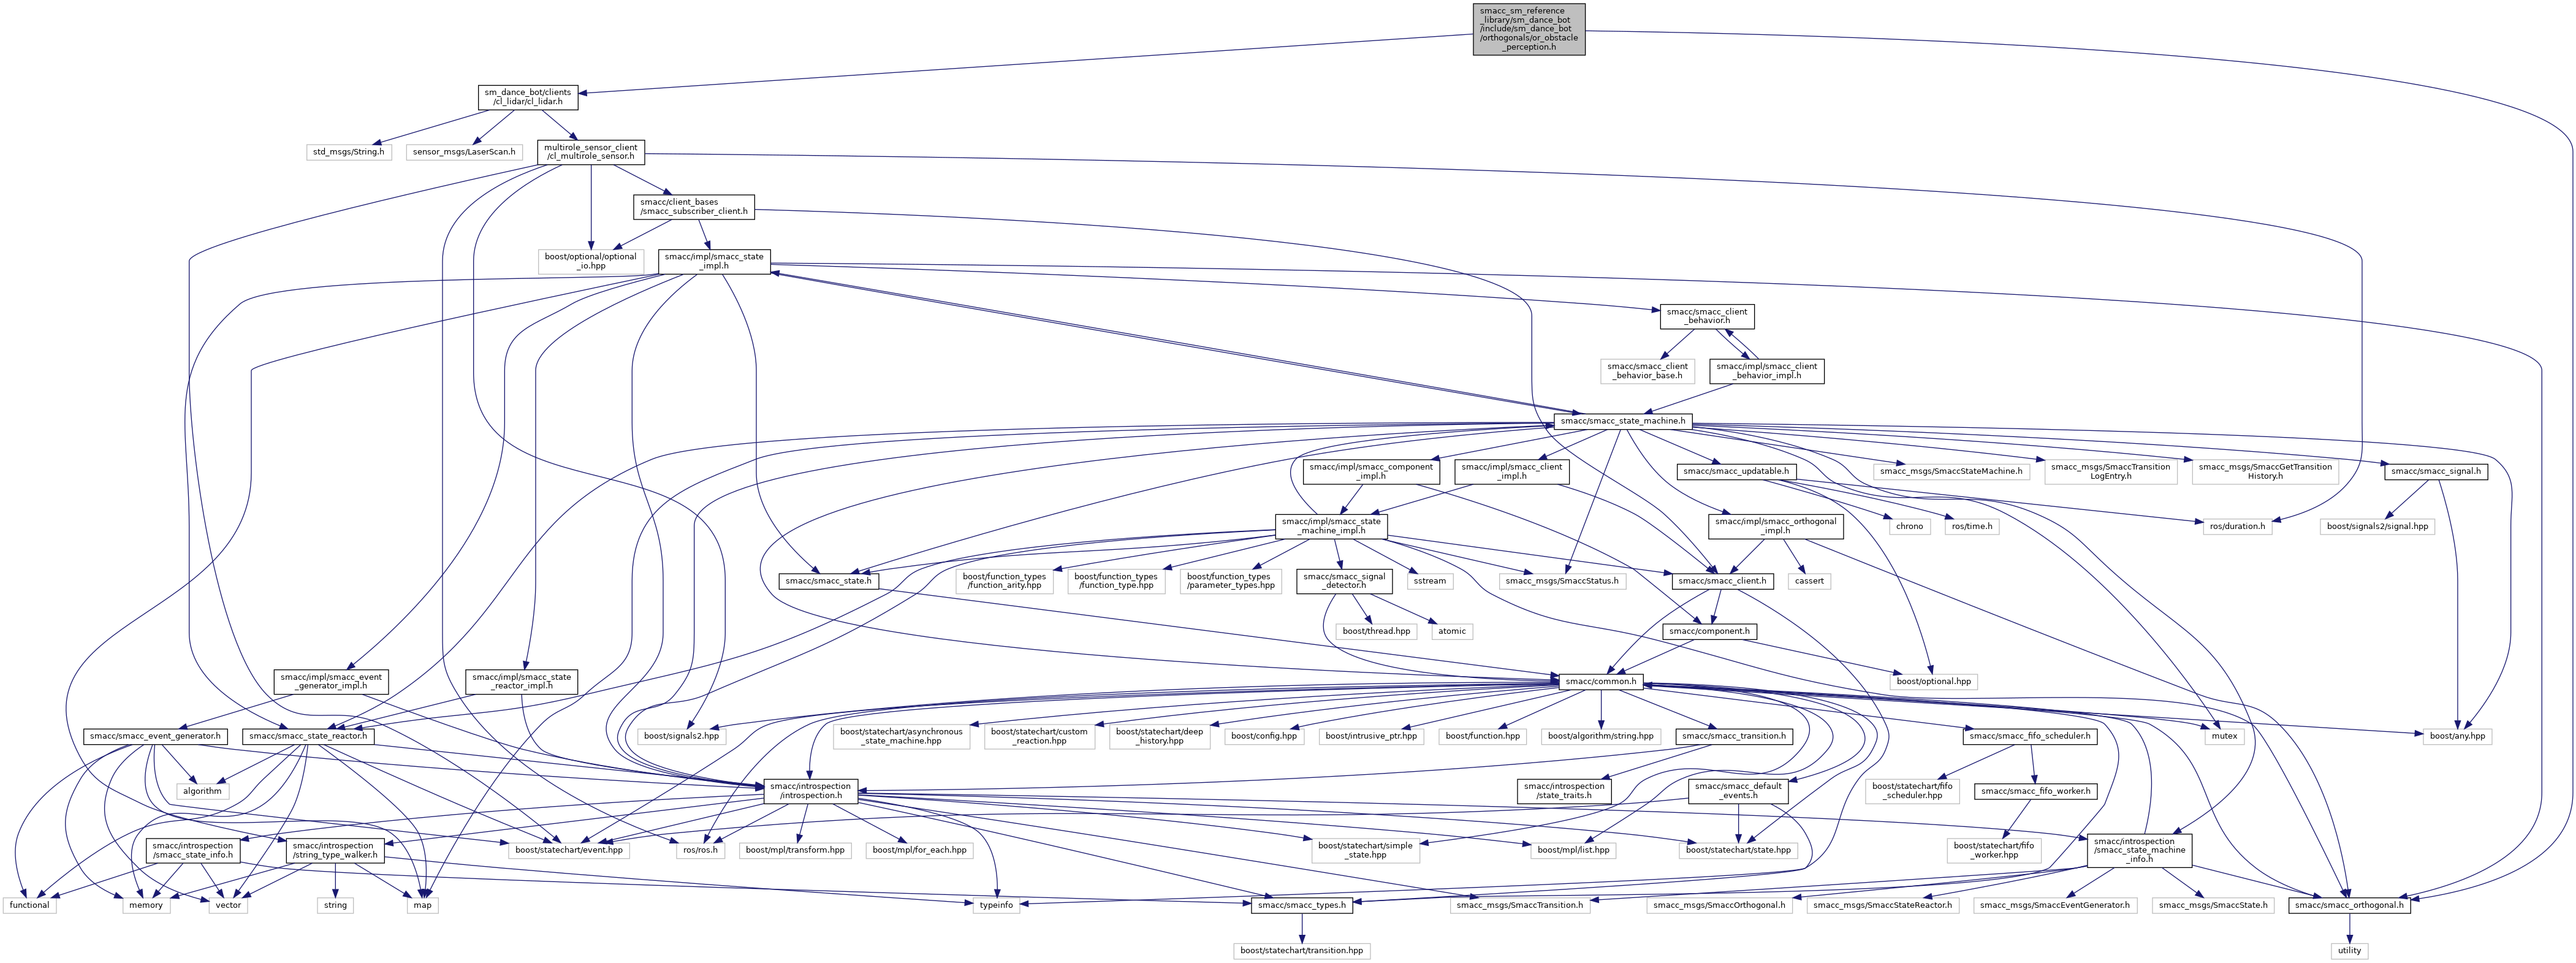 smacc_sm_reference
_library/sm_dance_bot
/include/sm_dance_bot
/orthogonals/or_obstacle
_perception.h
sm_dance_bot/clients
/cl_lidar/cl_lidar.h
std_msgs/String.h
sensor_msgs/LaserScan.h
multirole_sensor_client
/cl_multirole_sensor.h
smacc/client_bases
/smacc_subscriber_client.h
boost/optional/optional
_io.hpp
smacc/impl/smacc_state
_impl.h
smacc/smacc_client
_behavior.h
smacc/smacc_client
_behavior_base.h
smacc/impl/smacc_client
_behavior_impl.h
smacc/smacc_state_machine.h
smacc/impl/smacc_component
_impl.h
smacc/impl/smacc_client
_impl.h
smacc/smacc_updatable.h
smacc_msgs/SmaccStateMachine.h
smacc_msgs/SmaccTransition
LogEntry.h
smacc_msgs/SmaccGetTransition
History.h
smacc/smacc_signal.h
smacc/impl/smacc_state
_machine_impl.h
smacc/impl/smacc_orthogonal
_impl.h
chrono
ros/time.h
ros/duration.h
boost/signals2/signal.hpp
smacc/smacc_state.h
boost/function_types
/function_arity.hpp
boost/function_types
/function_type.hpp
boost/function_types
/parameter_types.hpp
smacc/smacc_signal
_detector.h
sstream
smacc_msgs/SmaccStatus.h
smacc/smacc_client.h
cassert
boost/thread.hpp
atomic
smacc/component.h
smacc/impl/smacc_event
_generator_impl.h
smacc/impl/smacc_state
_reactor_impl.h
smacc/common.h
boost/optional.hpp
smacc/smacc_event_generator.h
smacc/smacc_state_reactor.h
boost/signals2.hpp
boost/statechart/asynchronous
_state_machine.hpp
boost/statechart/custom
_reaction.hpp
boost/statechart/deep
_history.hpp
boost/config.hpp
boost/intrusive_ptr.hpp
boost/function.hpp
boost/algorithm/string.hpp
smacc/smacc_transition.h
smacc/smacc_fifo_scheduler.h
mutex
boost/any.hpp
algorithm
smacc/introspection
/introspection.h
smacc/introspection
/state_traits.h
smacc/smacc_default
_events.h
boost/statechart/fifo
_scheduler.hpp
smacc/smacc_fifo_worker.h
smacc/introspection
/smacc_state_info.h
smacc/introspection
/string_type_walker.h
boost/statechart/event.hpp
ros/ros.h
boost/mpl/transform.hpp
boost/mpl/for_each.hpp
boost/statechart/simple
_state.hpp
boost/mpl/list.hpp
boost/statechart/state.hpp
boost/statechart/fifo
_worker.hpp
smacc/introspection
/smacc_state_machine
_info.h
functional
memory
vector
string
map
typeinfo
smacc/smacc_types.h
smacc_msgs/SmaccTransition.h
smacc_msgs/SmaccOrthogonal.h
smacc_msgs/SmaccStateReactor.h
smacc_msgs/SmaccEventGenerator.h
smacc_msgs/SmaccState.h
smacc/smacc_orthogonal.h
boost/statechart/transition.hpp
utility